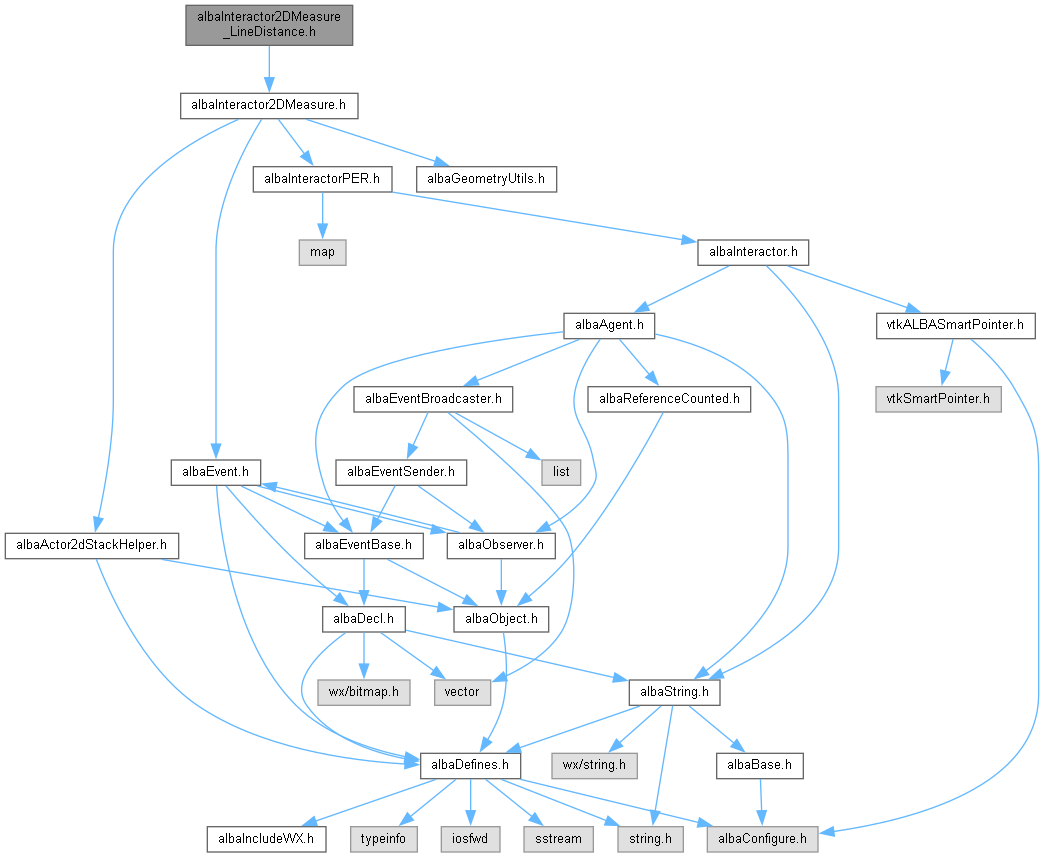 albaInteractor2DMeasure
_LineDistance.h
albaInteractor2DMeasure.h
albaInteractorPER.h
albaGeometryUtils.h
map
albaInteractor.h
albaAgent.h
vtkALBASmartPointer.h
albaEventBroadcaster.h
albaReferenceCounted.h
vtkSmartPointer.h
albaEvent.h
albaEventSender.h
list
albaActor2dStackHelper.h
albaEventBase.h
albaObserver.h
albaDecl.h
albaObject.h
wx/bitmap.h
vector
albaString.h
albaDefines.h
wx/string.h
albaBase.h
albaIncludeWX.h
typeinfo
iosfwd
sstream
string.h
albaConfigure.h